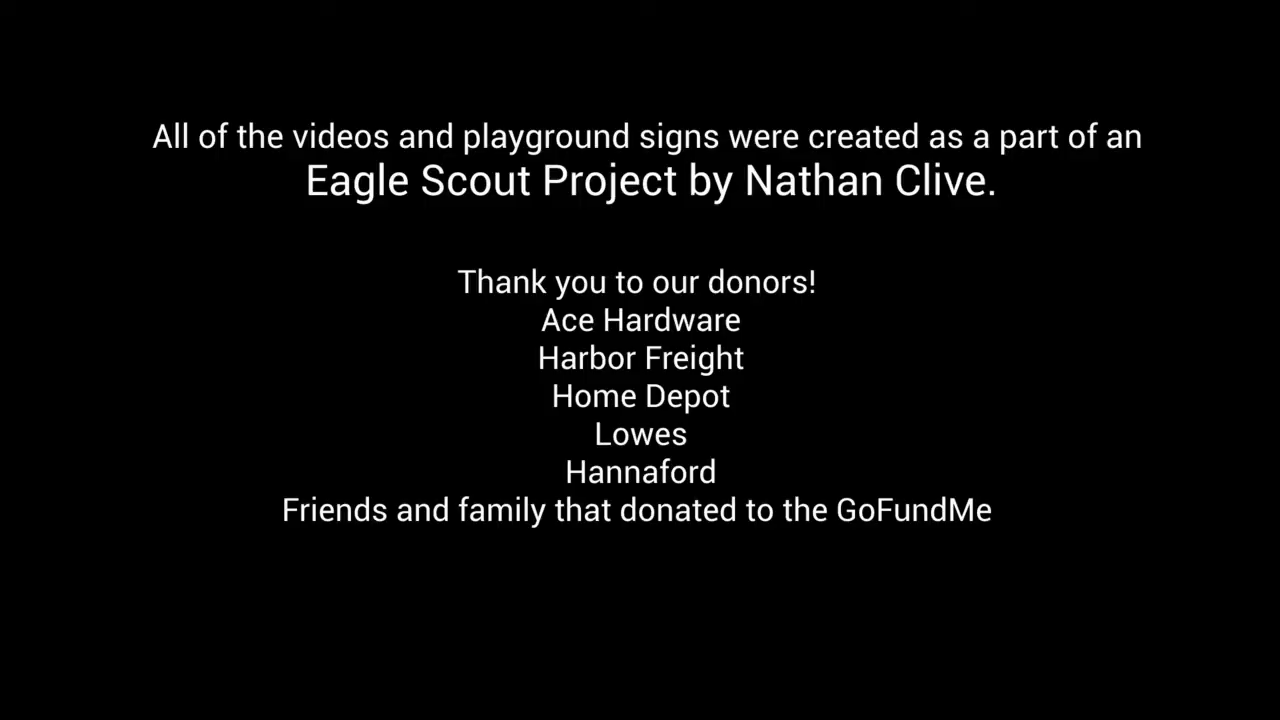 All of the videos and playground signs were created as a part of an
Eagle Scout Project by Nathan Clive.
Thank you to our donors!
Ace Hardware
Harbor Freight
Home Depot
Lowes
Hannaford
Friends and family that donated to the GoFundMe